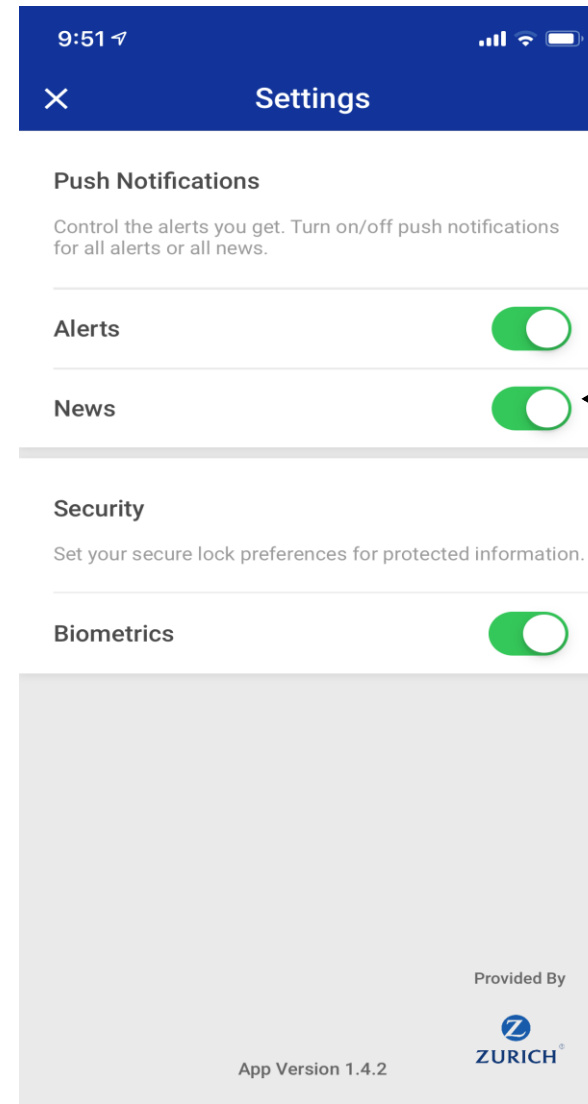 9:51
Settings
Push Notifications
Control the alerts you get. Turn on/off push notifications
for all alerts or all news.
Alerts
News
Security
Set your secure lock preferences for protected information.
Biometrics
Provided By
Z
ZURICH®
App Version 1.4.2